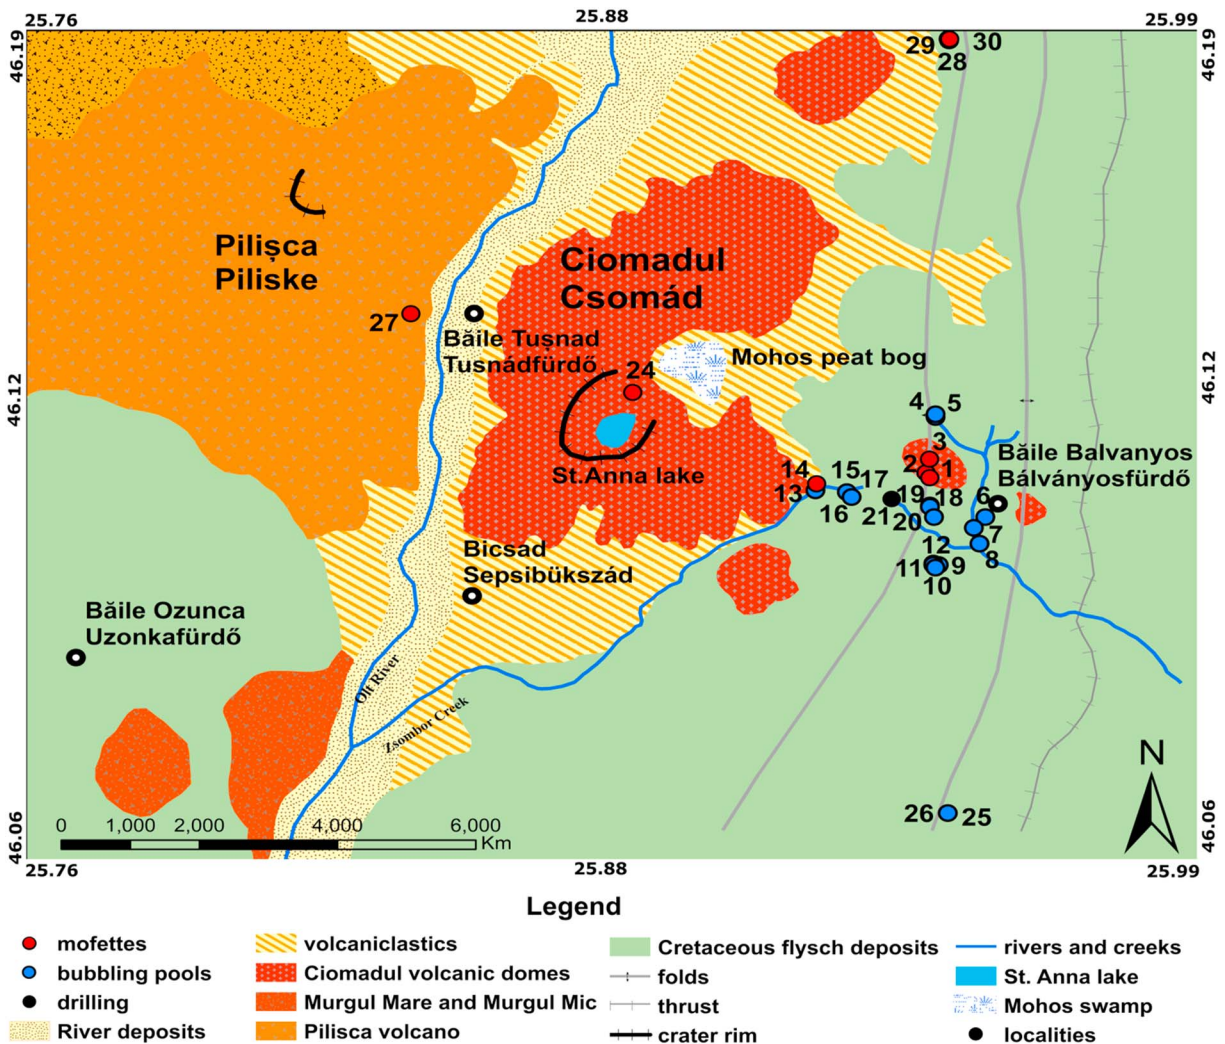 25.76 25.88 25.99
46.19 46.19
29 30
28
Pilișca
Piliske
Ciomadul
Csomád
27
Băile Tușnad
Tusnádfürdő
Mohos peat bog
24
46.12 46.12
4 5
3
Băile Balvanyos
Bálványosfürdő
St.Anna lake
14 15 17 2 1
13 16 21 19 18 6
20 7
12 8
11 9
10
Bicsad
Sepsibükszád
Băile Ozunca
Uzonkafürdő
Olt River
Zsombor Creek
N
26 25
0 1,000 2,000 4,000 6,000
Km
46.06 46.06
25.76 25.88 25.99
Legend
mofettes
bubbling pools
drilling
River deposits
volcaniclastics
Ciomadul volcanic domes
Murgul Mare and Murgul Mic
Pilisca volcano
Cretaceous flysch deposits
folds
thrust
crater rim
rivers and creeks
St. Anna lake
Mohos swamp
localities